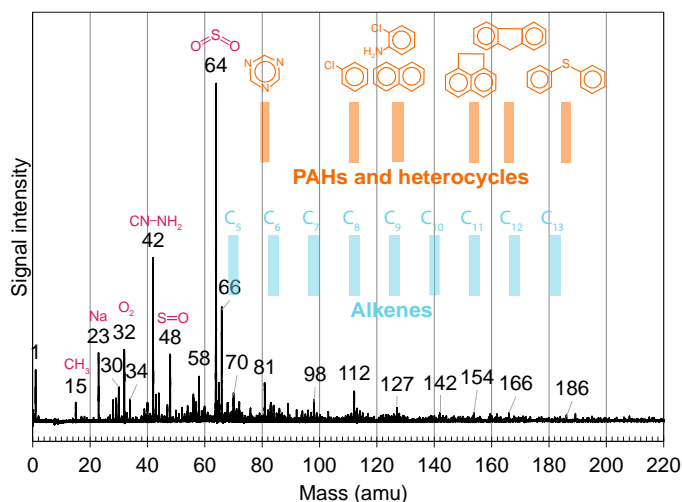 O S O
64
N N N
Cl
Cl
H₂N
S
PAHs and heterocycles
C₅ C₆ C₇ C₈ C₉ C₁₀ C₁₁ C₁₂ C₁₃
Alkenes
CN–NH₂
42
66
Na
23
O₂
32
S=O
48
1
CH₃
15
30
34
58
70
81
98
112
127
142
154
166
186
Signal intensity
0 20 40 60 80 100 120 140 160 180 200 220
Mass (amu)